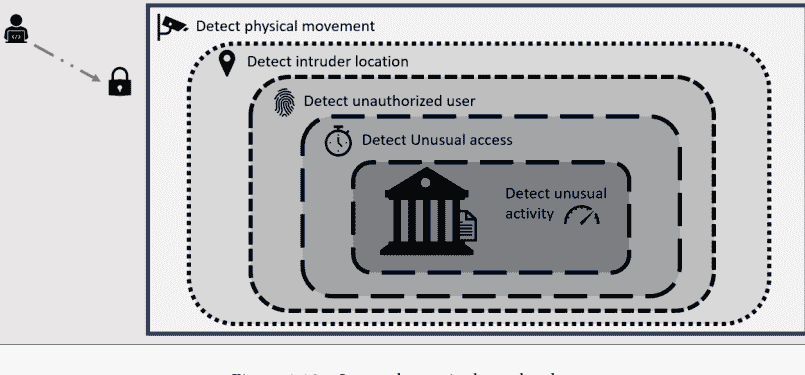 Detect physical movement
Detect intruder location
Detect unauthorized user
Detect Unusual access
Detect unusual
activity